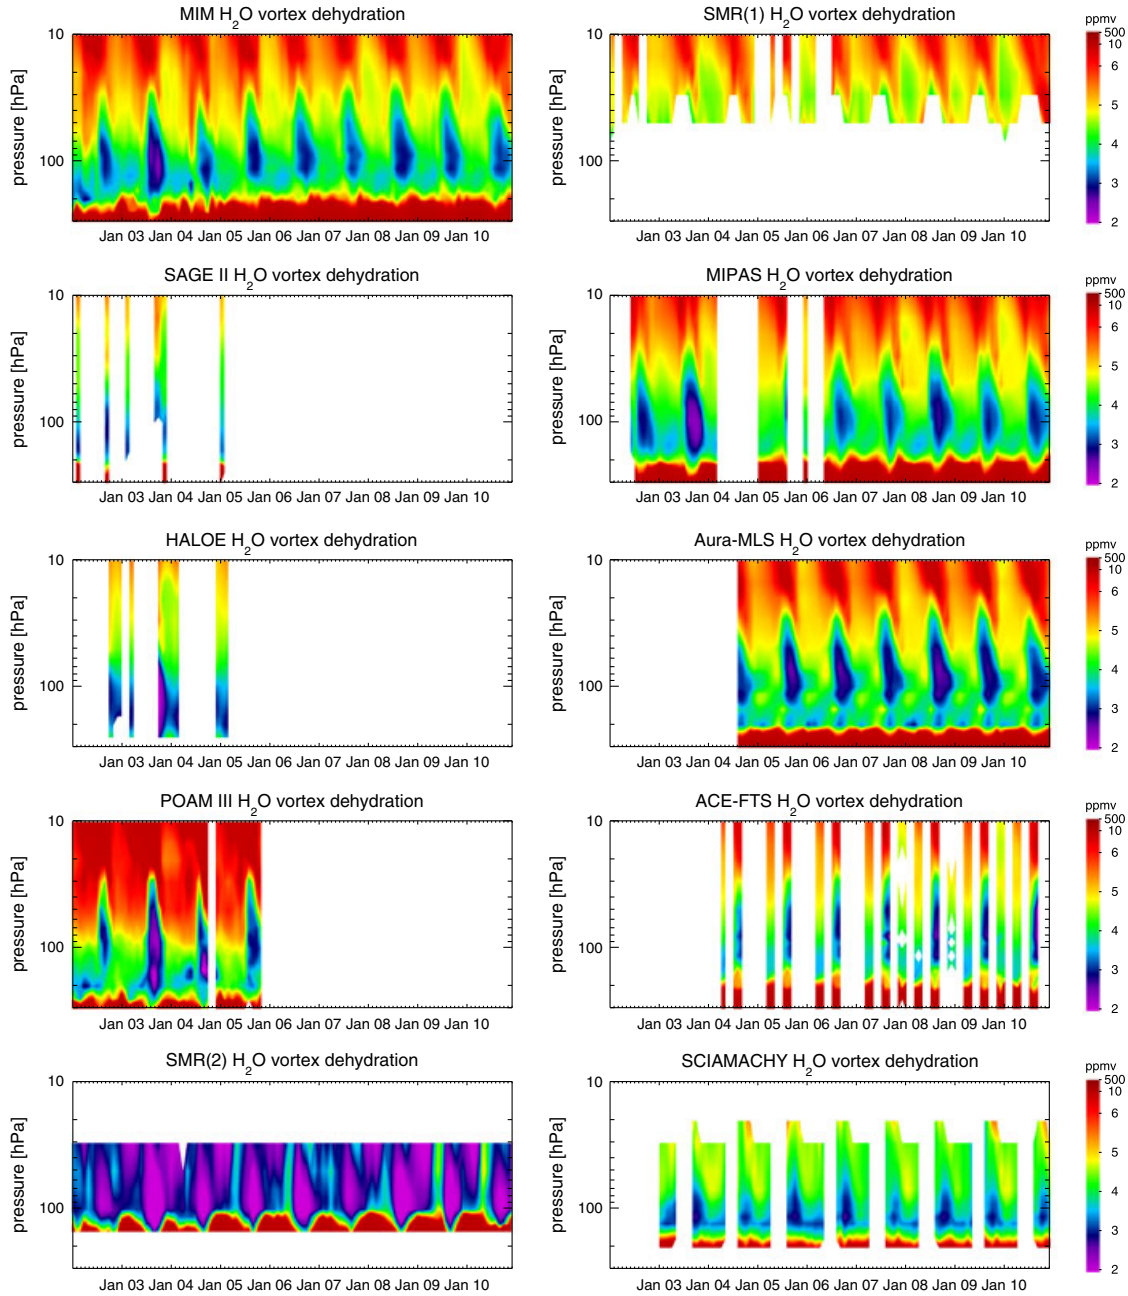 MIM H2O vortex dehydration
pressure [hPa]
10
100
Jan 03 Jan 04 Jan 05 Jan 06 Jan 07 Jan 08 Jan 09 Jan 10
SMR(1) H2O vortex dehydration
pressure [hPa]
10
100
Jan 03 Jan 04 Jan 05 Jan 06 Jan 07 Jan 08 Jan 09 Jan 10
ppmv
500
10
6
5
4
3
2
SAGE II H2O vortex dehydration
pressure [hPa]
10
100
Jan 03 Jan 04 Jan 05 Jan 06 Jan 07 Jan 08 Jan 09 Jan 10
MIPAS H2O vortex dehydration
pressure [hPa]
10
100
Jan 03 Jan 04 Jan 05 Jan 06 Jan 07 Jan 08 Jan 09 Jan 10
ppmv
500
10
6
5
4
3
2
HALOE H2O vortex dehydration
pressure [hPa]
10
100
Jan 03 Jan 04 Jan 05 Jan 06 Jan 07 Jan 08 Jan 09 Jan 10
Aura-MLS H2O vortex dehydration
pressure [hPa]
10
100
Jan 03 Jan 04 Jan 05 Jan 06 Jan 07 Jan 08 Jan 09 Jan 10
ppmv
500
10
6
5
4
3
2
POAM III H2O vortex dehydration
pressure [hPa]
10
100
Jan 03 Jan 04 Jan 05 Jan 06 Jan 07 Jan 08 Jan 09 Jan 10
ACE-FTS H2O vortex dehydration
pressure [hPa]
10
100
Jan 03 Jan 04 Jan 05 Jan 06 Jan 07 Jan 08 Jan 09 Jan 10
ppmv
500
10
6
5
4
3
2
SMR(2) H2O vortex dehydration
pressure [hPa]
10
100
Jan 03 Jan 04 Jan 05 Jan 06 Jan 07 Jan 08 Jan 09 Jan 10
SCIAMACHY H2O vortex dehydration
pressure [hPa]
10
100
Jan 03 Jan 04 Jan 05 Jan 06 Jan 07 Jan 08 Jan 09 Jan 10
ppmv
500
10
6
5
4
3
2